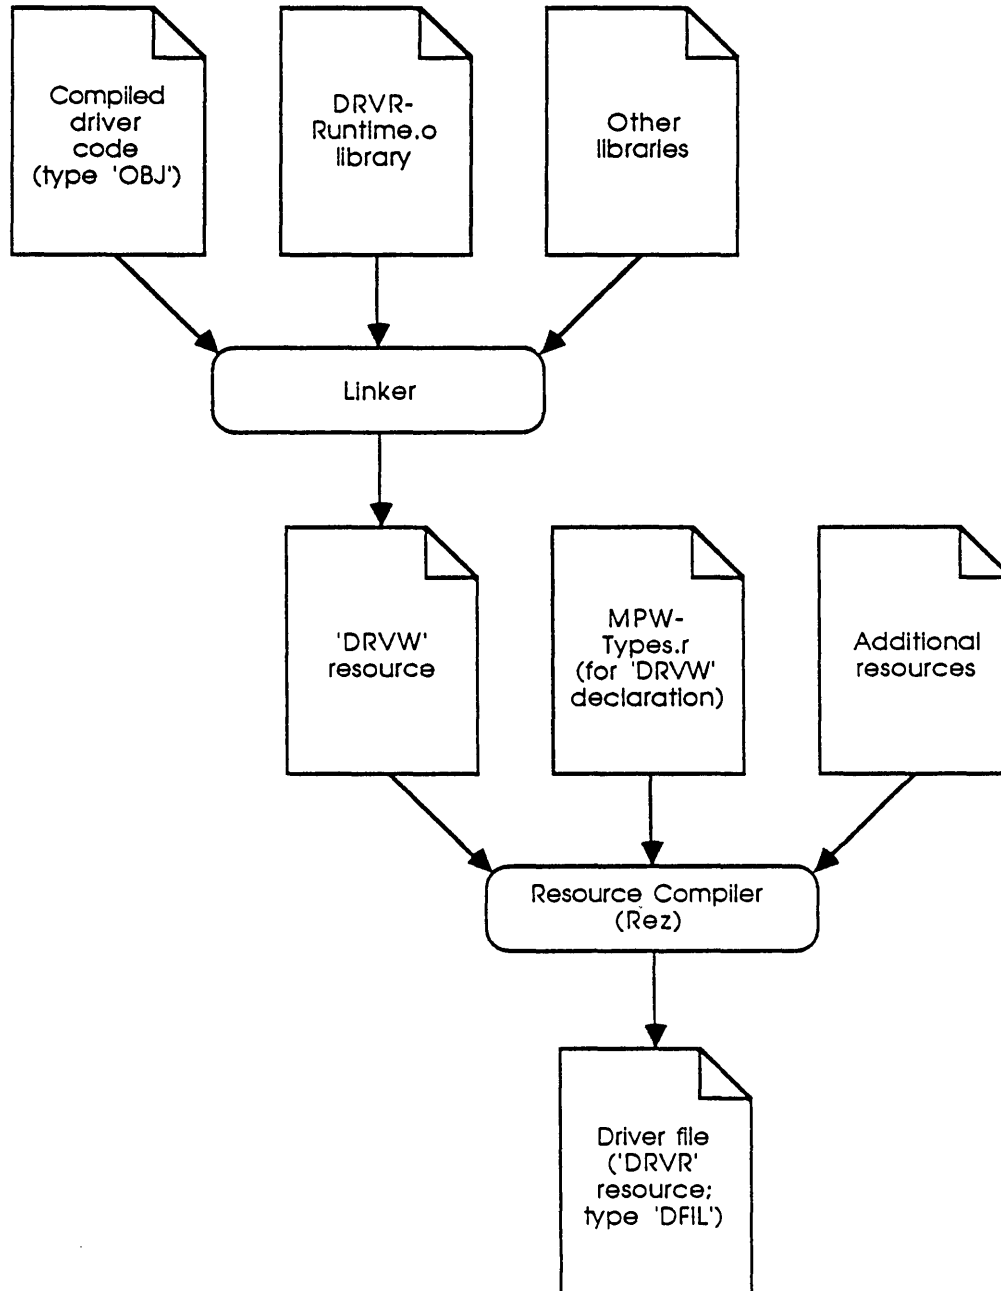 Compiled
driver
code
(type 'OBJ')
DRVR-
Runtime.o
library
Other
libraries
Linker
'DRVW'
resource
MPW-
Types.r
(for 'DRVW'
declaration)
Additional
resources
Resource Compiler
(Rez)
Driver file
('DRVR'
resource;
type 'DFIL')